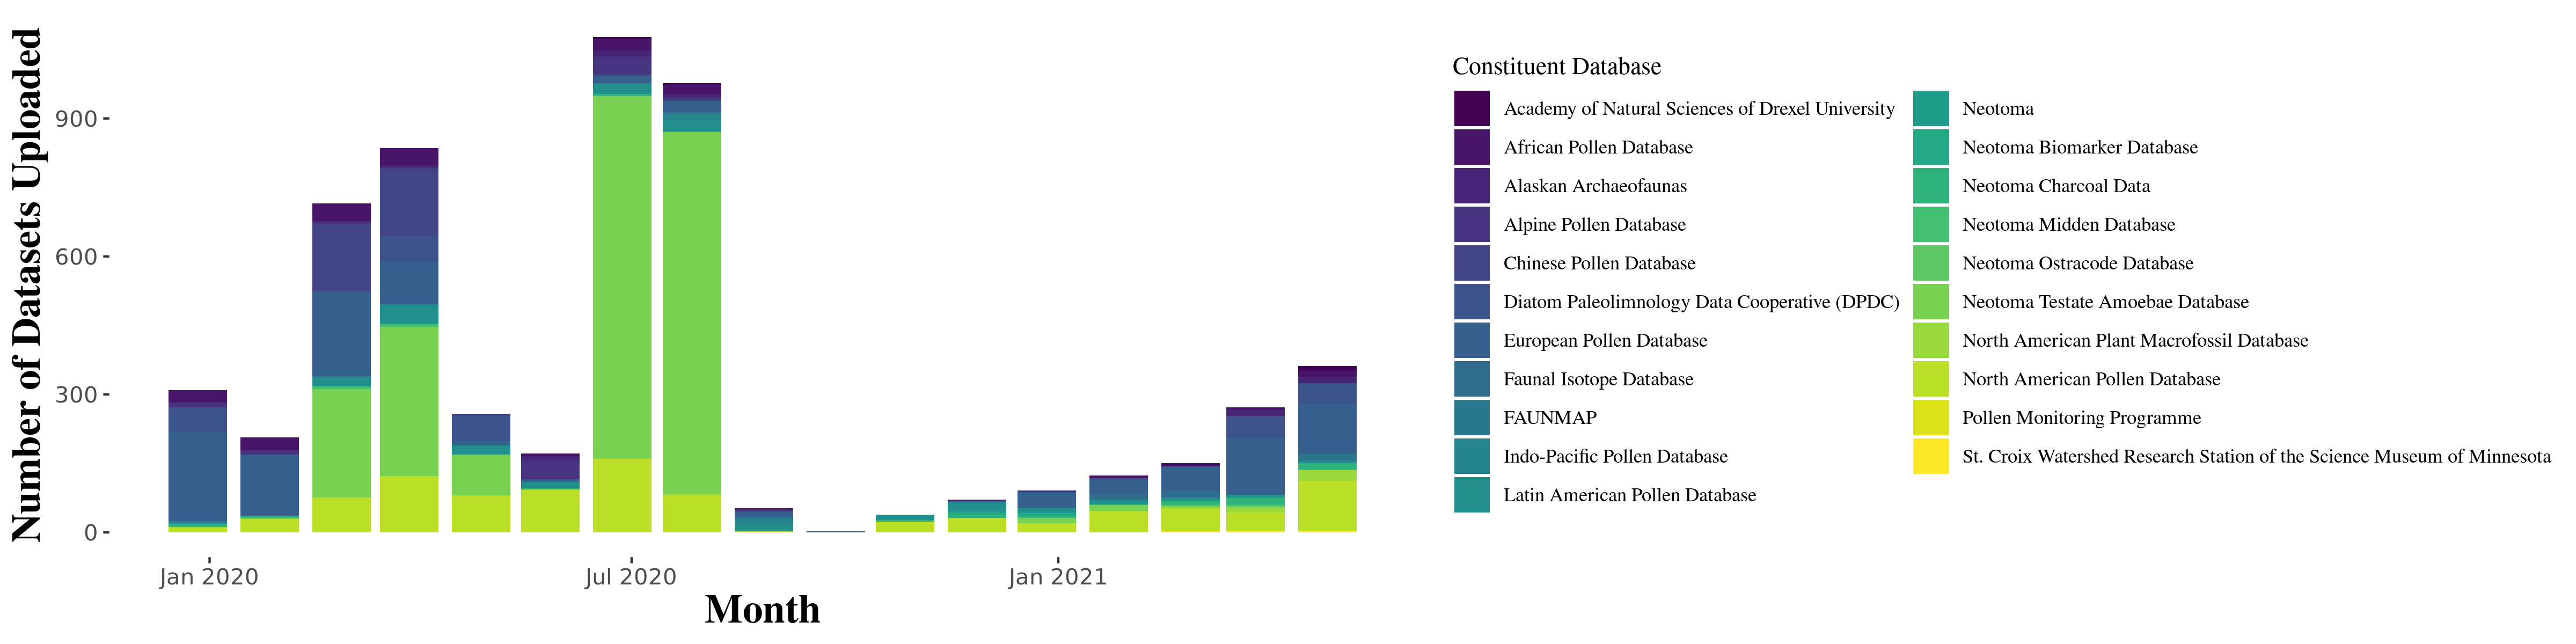 Number of Datasets Uploaded
900
600
300
0
Jan 2020
Jul 2020
Jan 2021
Month
Constituent Database
Academy of Natural Sciences of Drexel University
African Pollen Database
Alaskan Archaeofaunas
Alpine Pollen Database
Chinese Pollen Database
Diatom Paleolimnology Data Cooperative (DPDC)
European Pollen Database
Faunal Isotope Database
FAUNMAP
Indo-Pacific Pollen Database
Latin American Pollen Database
Neotoma
Neotoma Biomarker Database
Neotoma Charcoal Data
Neotoma Midden Database
Neotoma Ostracode Database
Neotoma Testate Amoebae Database
North American Plant Macrofossil Database
North American Pollen Database
Pollen Monitoring Programme
St. Croix Watershed Research Station of the Science Museum of Minnesota